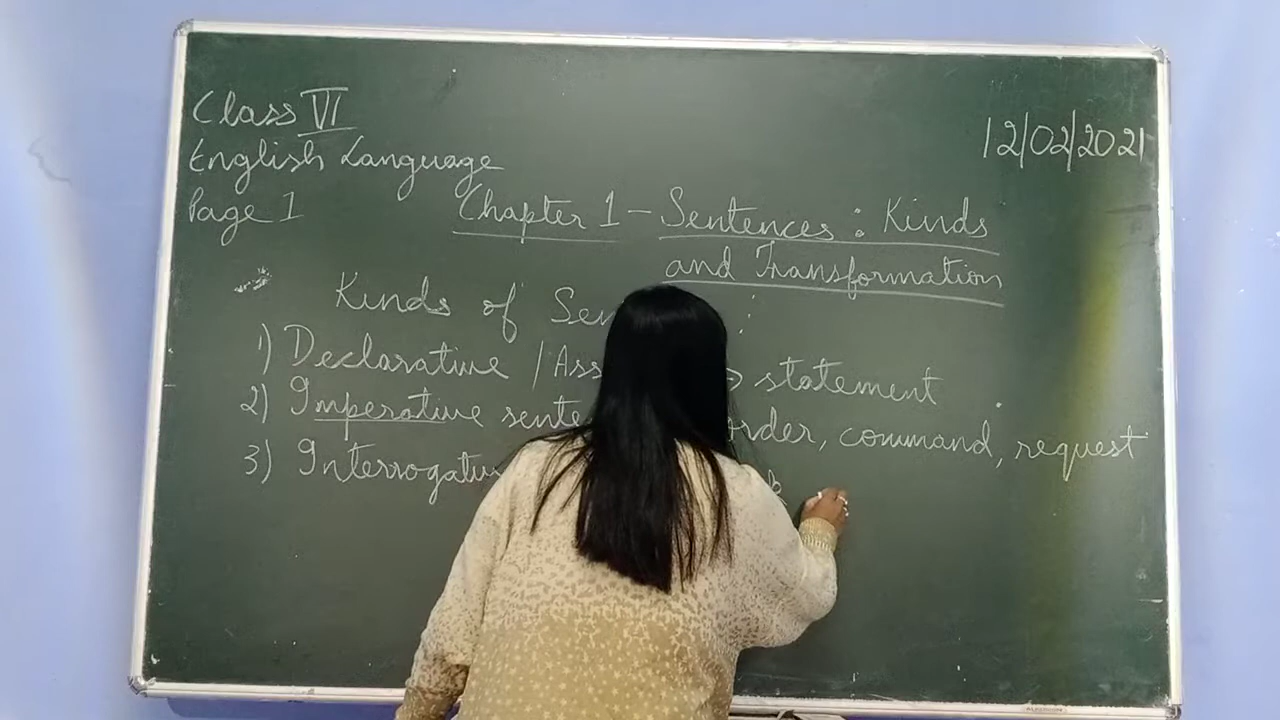 Class VI
English Language
Page 1
12/02/2021
Chapter 1 - Sentences : Kinds
and Transformation
Kinds of Sen :
1) Declarative / Ass → statement
2) Imperative sente order, command, request
3) Interrogativ